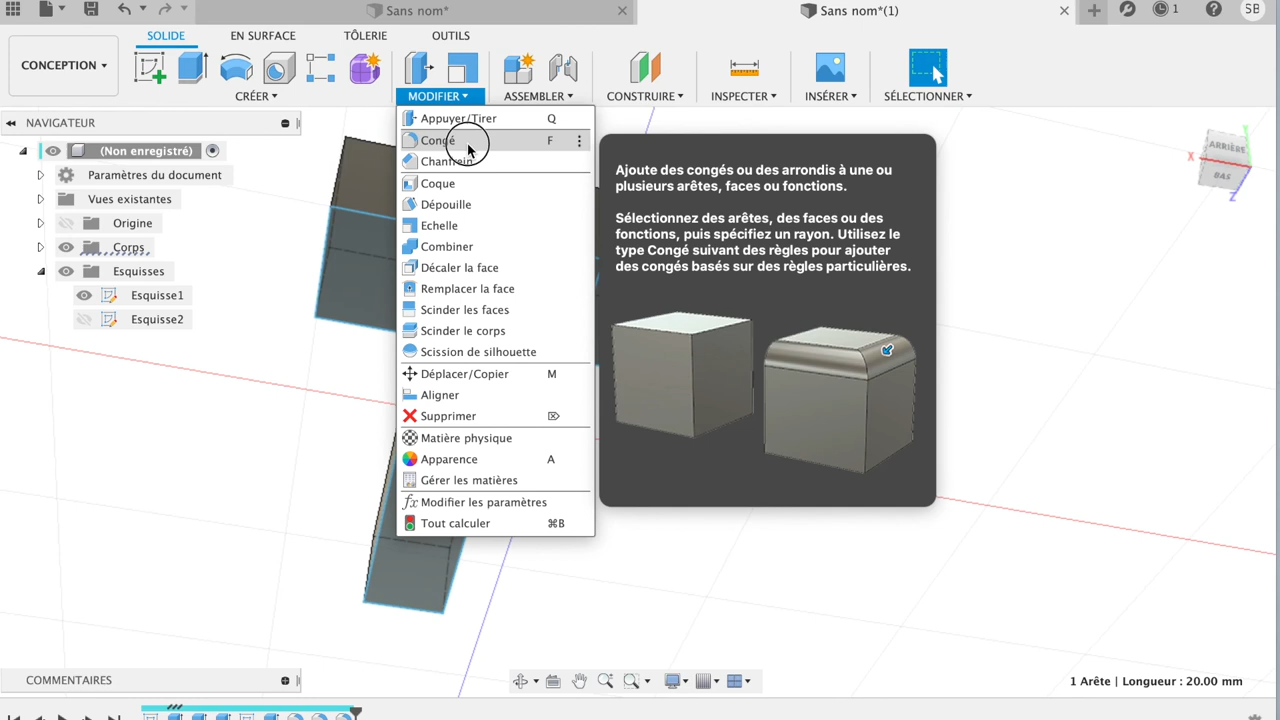 Sans nom*
Sans nom*(1)
1
SB
CONCEPTION
SOLIDE
EN SURFACE
TÔLERIE
OUTILS
CRÉER
MODIFIER
ASSEMBLER
CONSTRUIRE
INSPECTER
INSÉRER
SÉLECTIONNER
NAVIGATEUR
(Non enregistré)
Paramètres du document
Vues existantes
Origine
Corps
Esquisses
Esquisse1
Esquisse2
Appuyer/Tirer Q
Congé F
Chanfrein
Coque
Dépouille
Echelle
Combiner
Décaler la face
Remplacer la face
Scinder les faces
Scinder le corps
Scission de silhouette
Déplacer/Copier M
Aligner
Supprimer
Matière physique
Apparence A
Gérer les matières
Modifier les paramètres
Tout calculer ⌘B
Ajoute des congés ou des arrondis à une ou
plusieurs arêtes, faces ou fonctions.
Sélectionnez des arêtes, des faces ou des
fonctions, puis spécifiez un rayon. Utilisez le
type Congé suivant des règles pour ajouter
des congés basés sur des règles particulières.
ARRIÈRE
BAS
X
Y
Z
COMMENTAIRES
1 Arête | Longueur : 20.00 mm